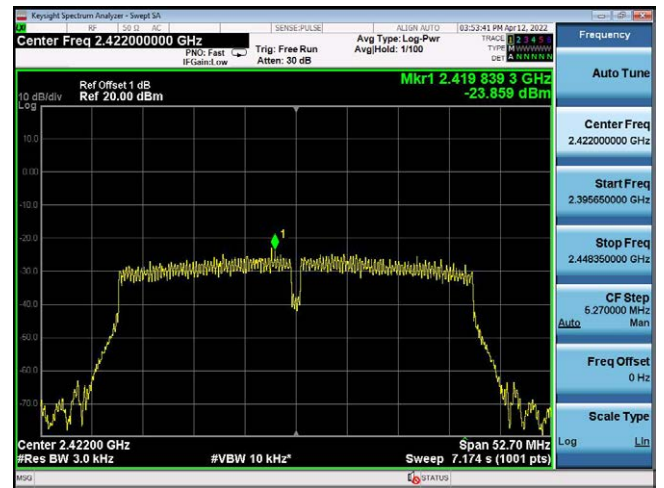 Keysight Spectrum Analyzer - Swept SA
RF 50 Ω AC SENSE:PULSE ALIGN AUTO 03:53:41 PM Apr 12, 2022
Center Freq 2.422000000 GHz
PNO: Fast
IFGain:Low
Trig: Free Run
Atten: 30 dB
Avg Type: Log-Pwr
Avg|Hold: 1/100
TRACE 1 2 3 4 5 6
TYPE M WWWWW
DET A N N N N N
Ref Offset 1 dB
Ref 20.00 dBm
10 dB/div
Log
Mkr1 2.419 839 3 GHz
-23.859 dBm
10.0
0.00
-10.0
-20.0
-30.0
-40.0
-50.0
-60.0
-70.0
1
Center 2.42200 GHz
#Res BW 3.0 kHz
#VBW 10 kHz*
Span 52.70 MHz
Sweep 7.174 s (1001 pts)
MSG
STATUS
Frequency
Auto Tune
Center Freq
2.422000000 GHz
Start Freq
2.395650000 GHz
Stop Freq
2.448350000 GHz
CF Step
5.270000 MHz
Auto Man
Freq Offset
0 Hz
Scale Type
Log Lin